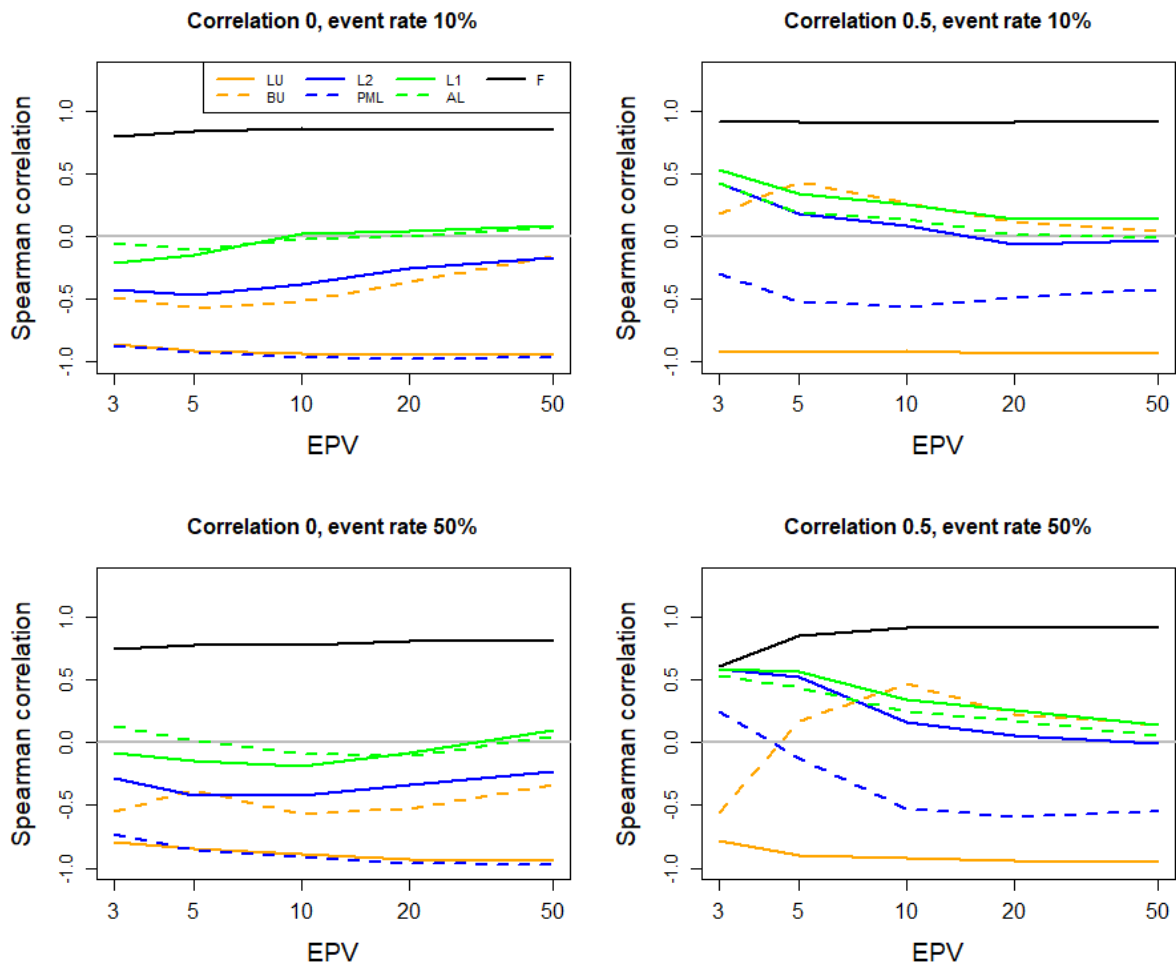 Correlation 0, event rate 10%
LU L2 L1 F
BU PML AL
Spearman correlation
1.0
0.5
0.0
-0.5
-1.0
3 5 10 20 50
EPV
Correlation 0.5, event rate 10%
Spearman correlation
1.0
0.5
0.0
-0.5
-1.0
3 5 10 20 50
EPV
Correlation 0, event rate 50%
Spearman correlation
1.0
0.5
0.0
-0.5
-1.0
3 5 10 20 50
EPV
Correlation 0.5, event rate 50%
Spearman correlation
1.0
0.5
0.0
-0.5
-1.0
3 5 10 20 50
EPV